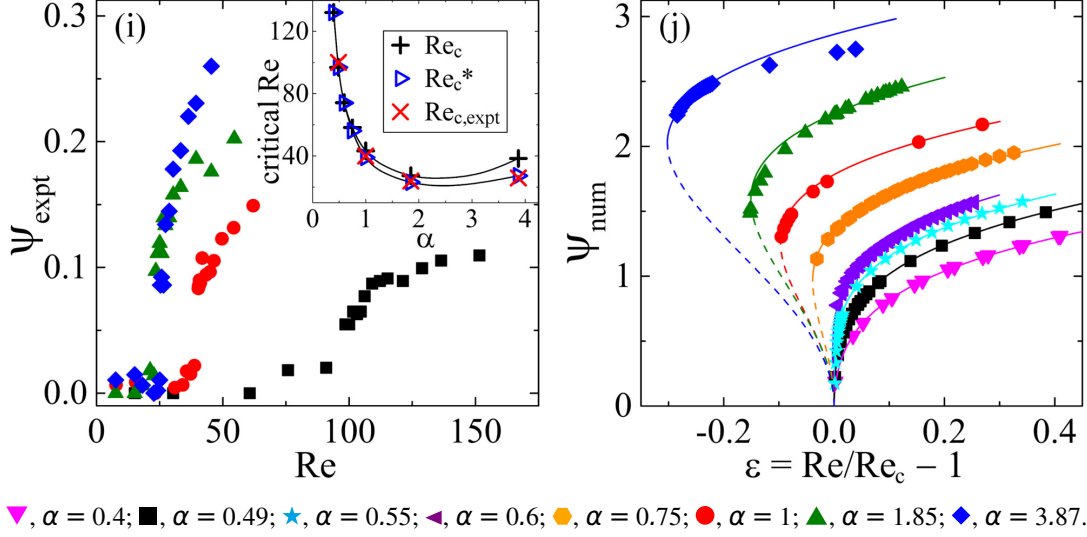 (i)
ψexpt
0.3
0.2
0.1
0.0
0 50 100 150
Re
critical Re
120
80
40
0 1 2 3 4
α
Rec
Rec*
Rec,expt
(j)
ψnum
3
2
1
0
-0.2 0.0 0.2 0.4
ε = Re/Rec − 1
, α = 0.4; , α = 0.49; , α = 0.55; , α = 0.6; , α = 0.75; , α = 1; , α = 1.85; , α = 3.87.